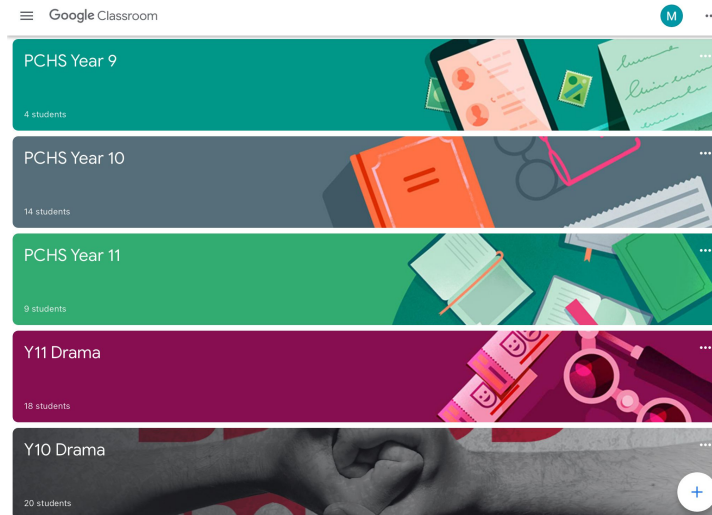 Google Classroom
M
PCHS Year 9
4 students
PCHS Year 10
14 students
PCHS Year 11
9 students
Y11 Drama
18 students
Y10 Drama
20 students